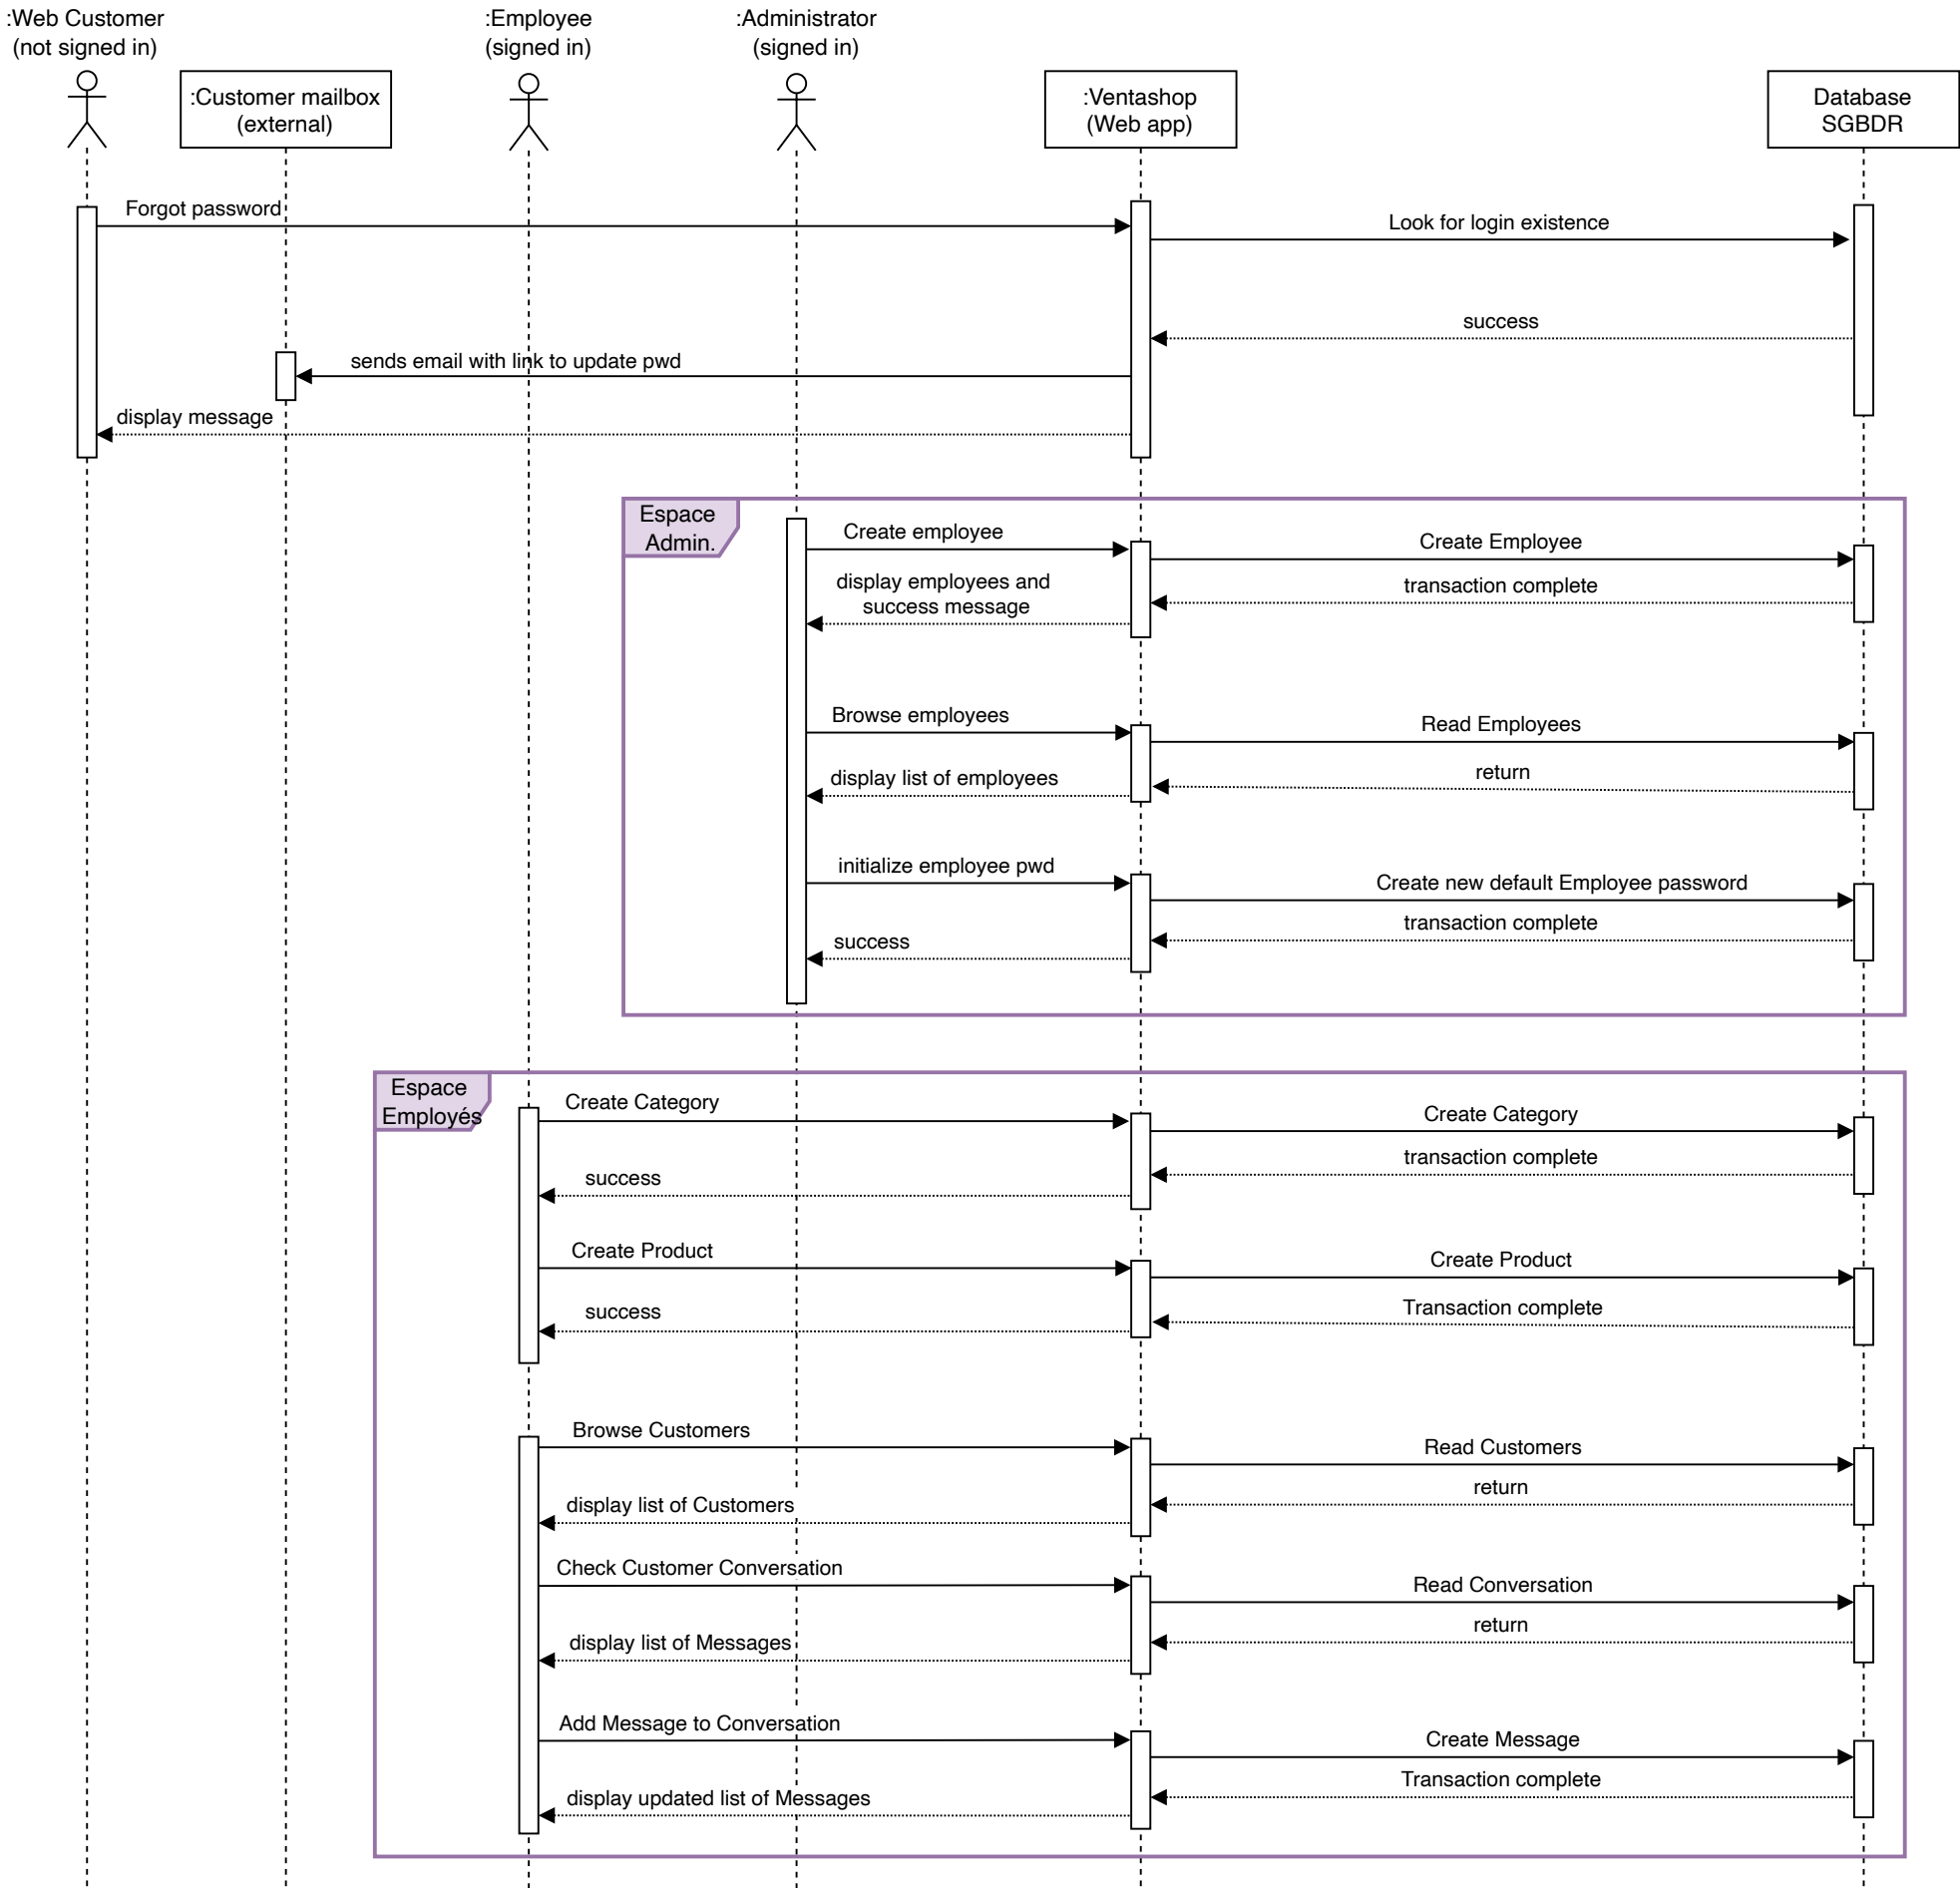 :Web Customer
(not signed in)
:Employee
(signed in)
:Administrator
(signed in)
:Customer mailbox
(external)
:Ventashop
(Web app)
Database
SGBDR
Forgot password
Look for login existence
success
sends email with link to update pwd
display message
Espace
Admin.
Create employee
Create Employee
display employees and
success message
transaction complete
Browse employees
Read Employees
display list of employees
return
initialize employee pwd
Create new default Employee password
transaction complete
success
Espace
Employés
Create Category
Create Category
transaction complete
success
Create Product
Create Product
success
Transaction complete
Browse Customers
Read Customers
return
display list of Customers
Check Customer Conversation
Read Conversation
return
display list of Messages
Add Message to Conversation
Create Message
Transaction complete
display updated list of Messages